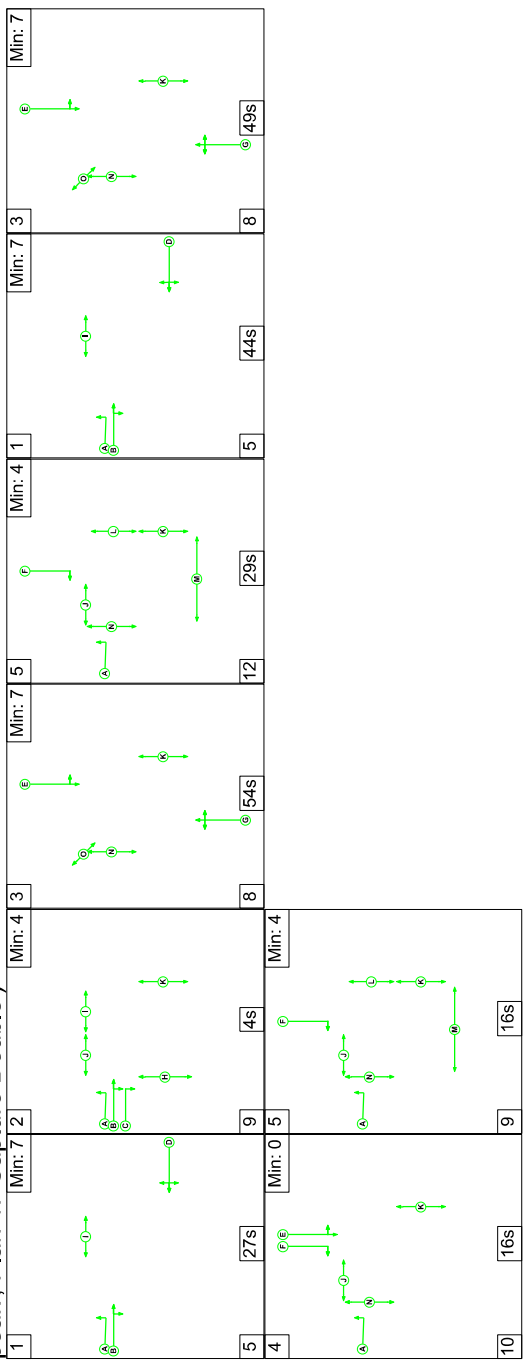 1 Min: 7
I
A
B
D
5 27s
2 Min: 4
J I
A
B
C
H K
9 4s
3 Min: 7
E
O
N
K
G
8 54s
5 Min: 4
F
J
A
N L
K
M
12 29s
1 Min: 7
I
A
B
D
5 44s
3 Min: 7
E
O
N
K
G
8 49s
4 Min: 0
F E
J
A
N
K
10 16s
5 Min: 4
F
J
A
N L
K
M
9 16s